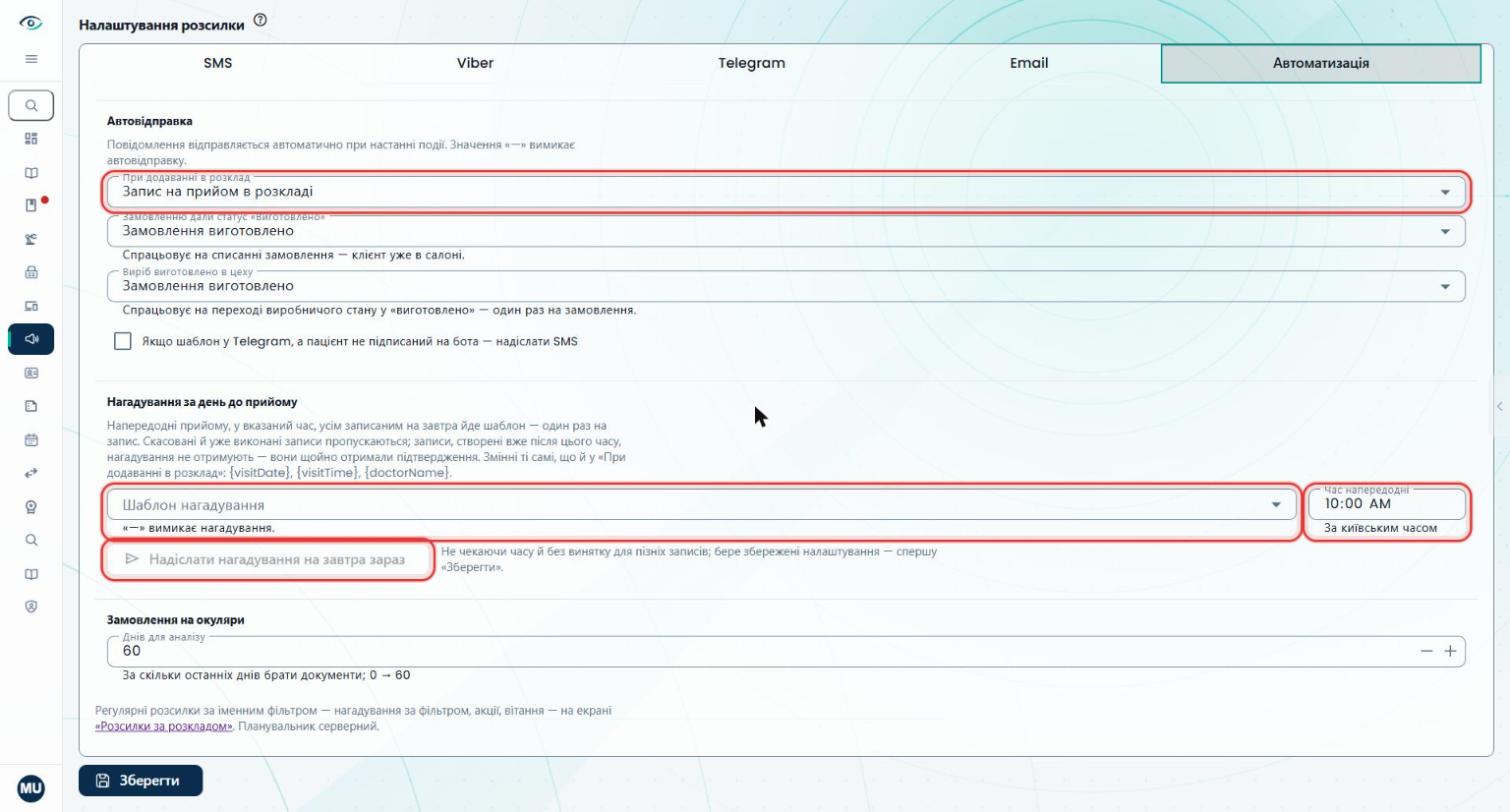 Налаштування розсилки
SMS
Viber
Telegram
Email
Автоматизація
Автовідправка
Повідомлення відправляється автоматично при настанні події. Значення «—» вимикає
автовідправку.
При додаванні в розклад
Запис на прийом в розкладі
Замовленню дали статус «Виготовлено»
Замовлення виготовлено
Спрацьовує на списанні замовлення — клієнт уже в салоні.
Виріб виготовлено в цеху
Замовлення виготовлено
Спрацьовує на переході виробничого стану у «виготовлено» — один раз на замовлення.
Якщо шаблон у Telegram, а пацієнт не підписаний на бота — надіслати SMS
Нагадування за день до прийому
Напередодні прийому, у вказаний час, усім записаним на завтра йде шаблон — один раз на
запис. Скасовані й уже виконані записи пропускаються; записи, створені вже після цього часу,
нагадування не отримують — вони щойно отримали підтвердження. Змінні ті самі, що й у «При
додаванні в розклад»: {visitDate}, {visitTime}, {doctorName}.
Шаблон нагадування
«—» вимикає нагадування.
Час напередодні
10:00 AM
За київським часом
Надіслати нагадування на завтра зараз
Не чекаючи часу й без винятку для пізніх записів; бере збережені налаштування — спершу
«Зберегти».
Замовлення на окуляри
Днів для аналізу
60
За скільки останніх днів брати документи; 0 → 60
Регулярні розсилки за іменним фільтром — нагадування за фільтром, акції, вітання — на екрані
«Розсилки за розкладом». Планувальник серверний.
MU
Зберегти